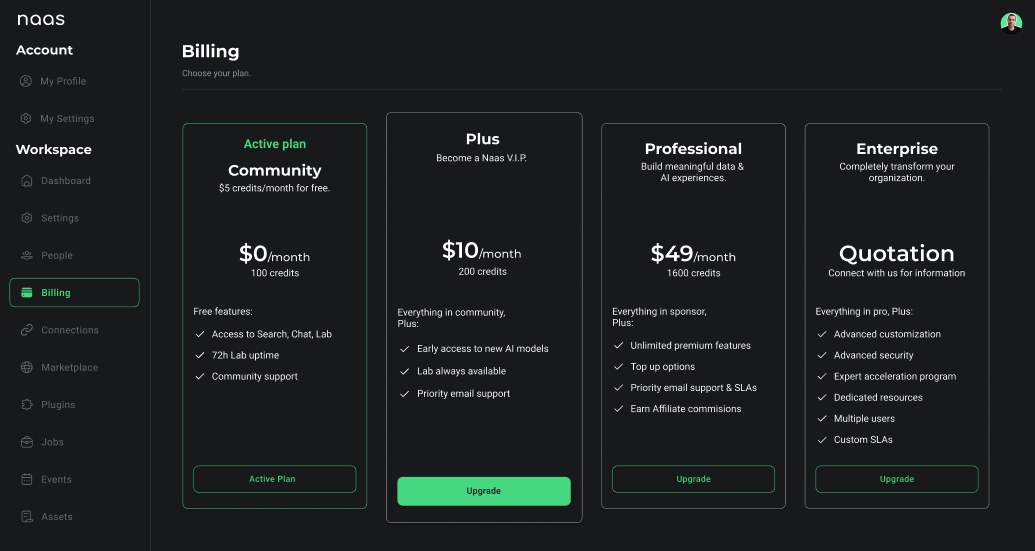 naas
Account
My Profile
My Settings
Workspace
Dashboard
Settings
People
Billing
Connections
Marketplace
Plugins
Jobs
Events
Assets
Billing
Choose your plan.
Active plan
Community
$5 credits/month for free.
$0/month
100 credits
Free features:
Access to Search, Chat, Lab
72h Lab uptime
Community support
Active Plan
Plus
Become a Naas V.I.P.
$10/month
200 credits
Everything in community,
Plus:
Early access to new AI models
Lab always available
Priority email support
Upgrade
Professional
Build meaningful data &
AI experiences.
$49/month
1600 credits
Everything in sponsor,
Plus:
Unlimited premium features
Top up options
Priority email support & SLAs
Earn Affiliate commisions
Upgrade
Enterprise
Completely transform your
organization.
Quotation
Connect with us for information
Everything in pro, Plus:
Advanced customization
Advanced security
Expert acceleration program
Dedicated resources
Multiple users
Custom SLAs
Upgrade